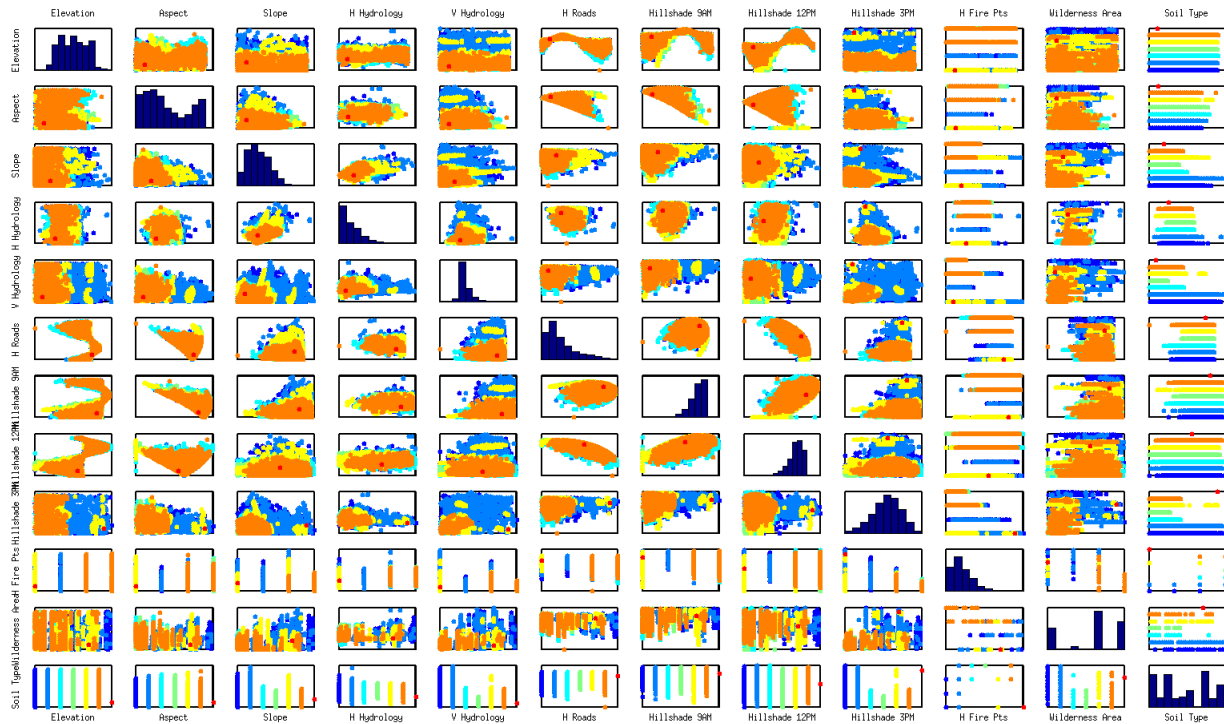 Elevation Aspect Slope H Hydrology V Hydrology H Roads Hillshade 9AM Hillshade 12PM Hillshade 3PM H Fire Pts Wilderness Area Soil Type
Elevation
Aspect
Slope
H Hydrology
V Hydrology
H Roads
Hillshade 9AM
Hillshade 12PM
Hillshade 3PM
H Fire Pts
Wilderness Area
Soil Type
Elevation Aspect Slope H Hydrology V Hydrology H Roads Hillshade 9AM Hillshade 12PM Hillshade 3PM H Fire Pts Wilderness Area Soil Type